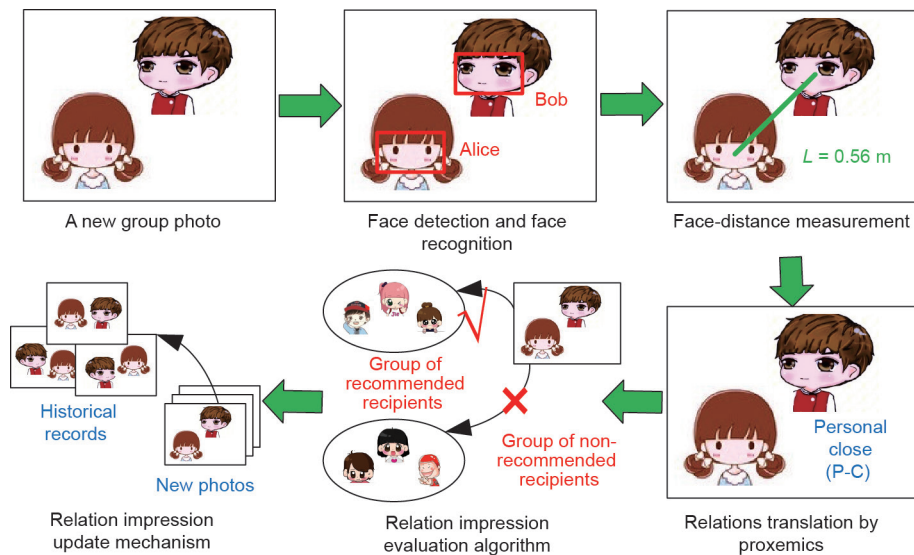 Bob
Alice
L = 0.56 m
A new group photo
Face detection and face
recognition
Face-distance measurement
Group of
recommended
recipients
Group of non-
recommended
recipients
Historical
records
New photos
Personal
close
(P-C)
Relation impression
update mechanism
Relation impression
evaluation algorithm
Relations translation by
proxemics